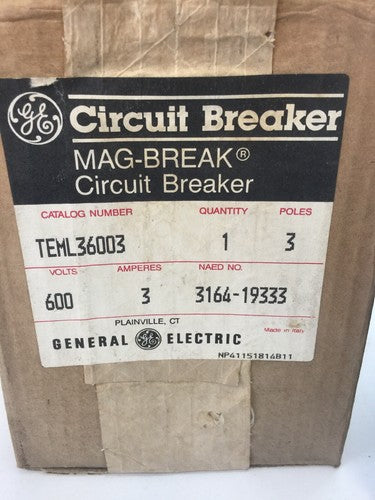 GE Circuit Breaker
MAG-BREAK®
Circuit Breaker
CATALOG NUMBER QUANTITY POLES
TEML36003 1 3
VOLTS AMPERES NAED NO.
600 3 3164-19333
PLAINVILLE, CT Made in Italy
GENERAL GE ELECTRIC
NP41151814B11